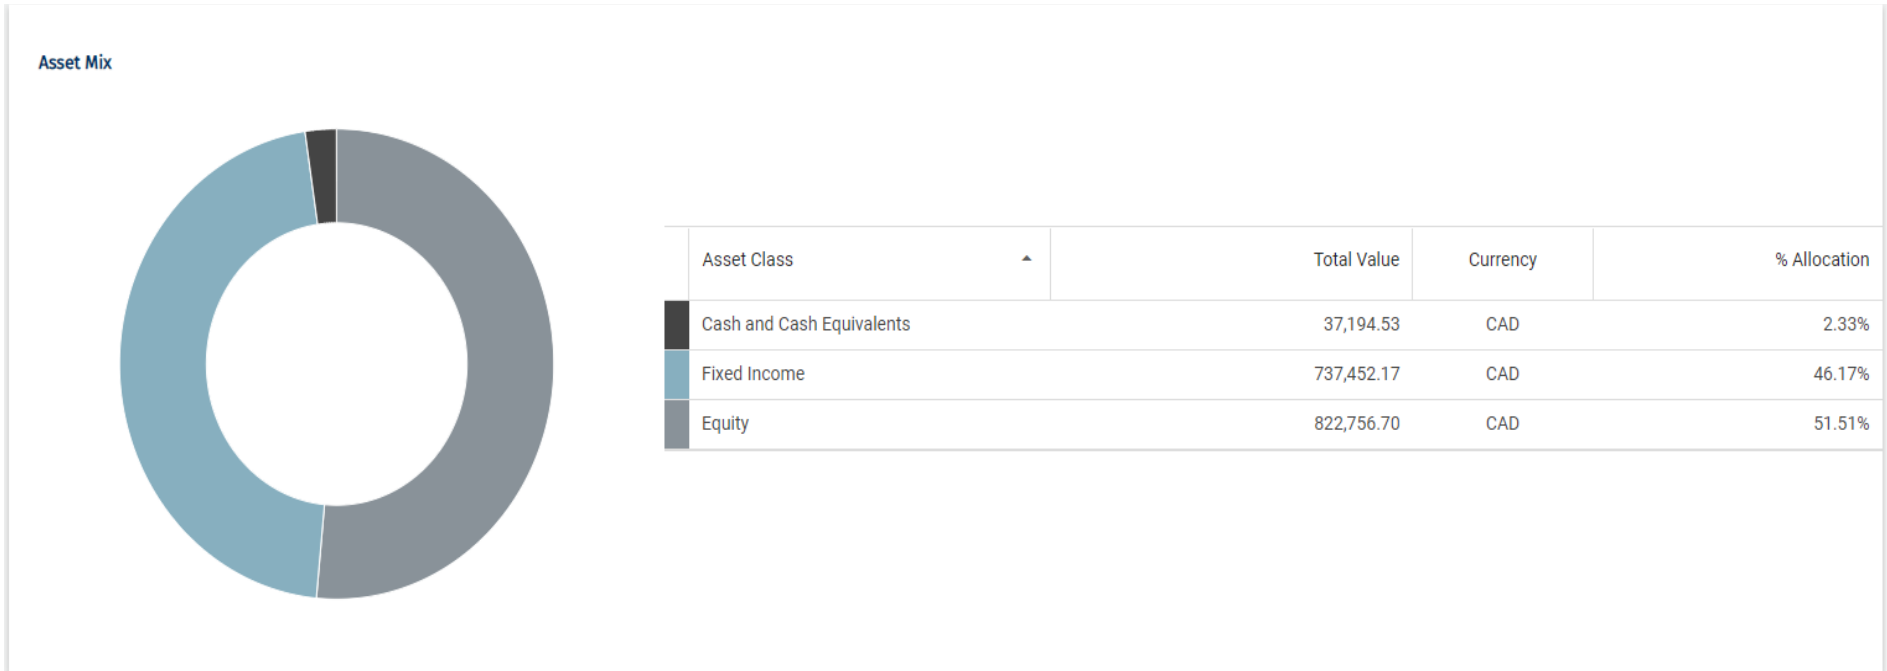 Asset Mix
Asset Class Total Value Currency % Allocation
Cash and Cash Equivalents 37,194.53 CAD 2.33%
Fixed Income 737,452.17 CAD 46.17%
Equity 822,756.70 CAD 51.51%